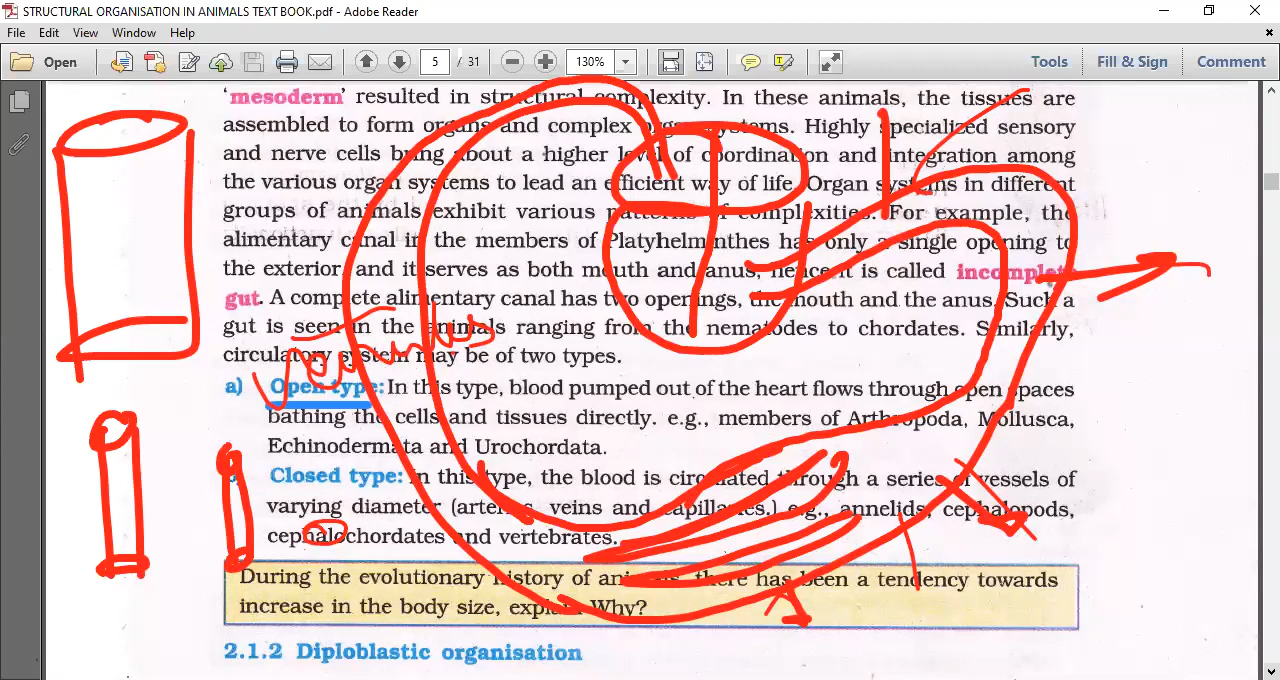 STRUCTURAL ORGANISATION IN ANIMALS TEXT BOOK.pdf - Adobe Reader
File Edit View Window Help
Open 5 / 31 130% Tools Fill & Sign Comment
'mesoderm' resulted in structural complexity. In these animals, the tissues are
assembled to form organs and complex organ systems. Highly specialized sensory
and nerve cells bring about a higher level of coordination and integration among
the various organ systems to lead an efficient way of life. Organ systems in different
groups of animals exhibit various patterns of complexities. For example, the
alimentary canal in the members of Platyhelminthes has only a single opening to
the exterior, and it serves as both mouth and anus, hence it is called incomplete
gut. A complete alimentary canal has two openings, the mouth and the anus. Such a
gut is seen in the animals ranging from the nematodes to chordates. Similarly,
circulatory system may be of two types.
a) Open type: In this type, blood pumped out of the heart flows through open spaces
bathing the cells and tissues directly. e.g., members of Arthropoda, Mollusca,
Echinodermata and Urochordata.
Closed type: In this type, the blood is circulated through a series of vessels of
varying diameter (arteries, veins and capillaries.) e.g., annelids, cephalopods,
cephalochordates and vertebrates.
During the evolutionary history of animals, there has been a tendency towards
increase in the body size, explain Why?
2.1.2 Diploblastic organisation